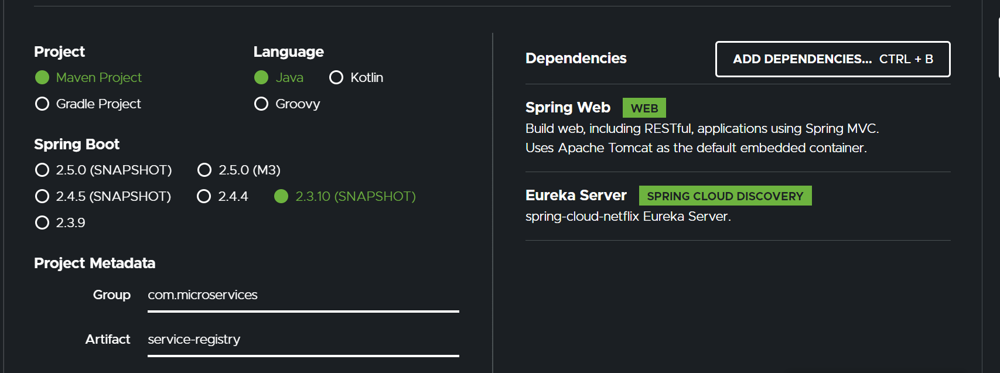 Project
Maven Project
Gradle Project
Language
Java Kotlin
Groovy
Spring Boot
2.5.0 (SNAPSHOT) 2.5.0 (M3)
2.4.5 (SNAPSHOT) 2.4.4 2.3.10 (SNAPSHOT)
2.3.9
Project Metadata
Group com.microservices
Artifact service-registry
Dependencies ADD DEPENDENCIES... CTRL + B
Spring Web WEB
Build web, including RESTful, applications using Spring MVC.
Uses Apache Tomcat as the default embedded container.
Eureka Server SPRING CLOUD DISCOVERY
spring-cloud-netflix Eureka Server.